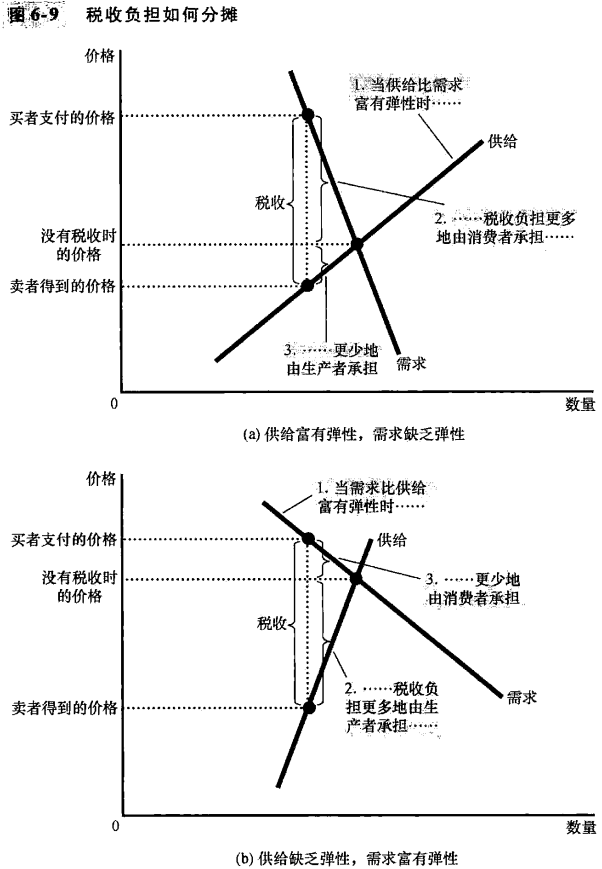 图 6-9 税收负担如何分摊
价格
1. 当供给比需求
富有弹性时……
买者支付的价格
供给
税收
2. ……税收负担更多
地由消费者承担……
没有税收时
的价格
卖者得到的价格
3. ……更少地
由生产者承担
需求
0
数量
(a) 供给富有弹性，需求缺乏弹性
价格
1. 当需求比供给
富有弹性时……
买者支付的价格
供给
没有税收时
的价格
3. ……更少地
由消费者承担
税收
2. ……税收负
担更多地由生
产者承担……
需求
卖者得到的价格
0
数量
(b) 供给缺乏弹性，需求富有弹性